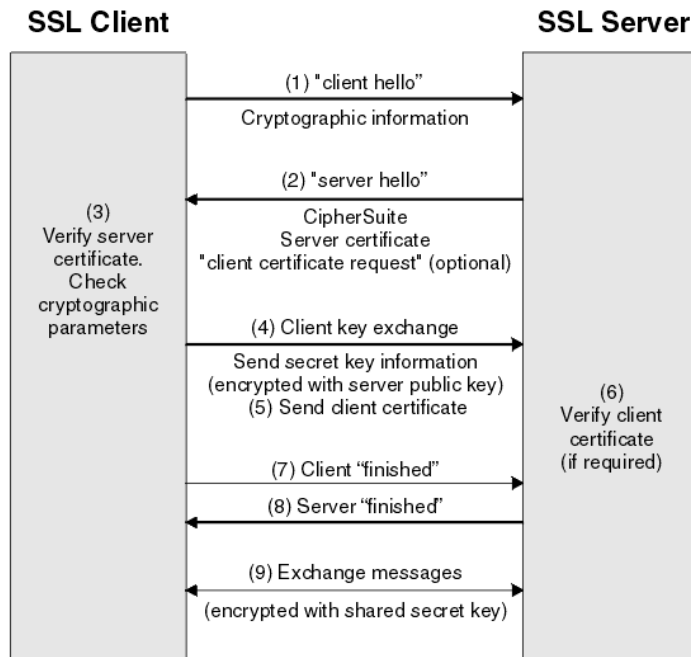 SSL Client
SSL Server
(1) "client hello”
Cryptographic information
(2) "server hello”
CipherSuite
Server certificate
"client certificate request" (optional)
(3)
Verify server
certificate.
Check
cryptographic
parameters
(4) Client key exchange
Send secret key information
(encrypted with server public key)
(5) Send client certificate
(6)
Verify client
certificate
(if required)
(7) Client “finished”
(8) Server “finished”
(9) Exchange messages
(encrypted with shared secret key)